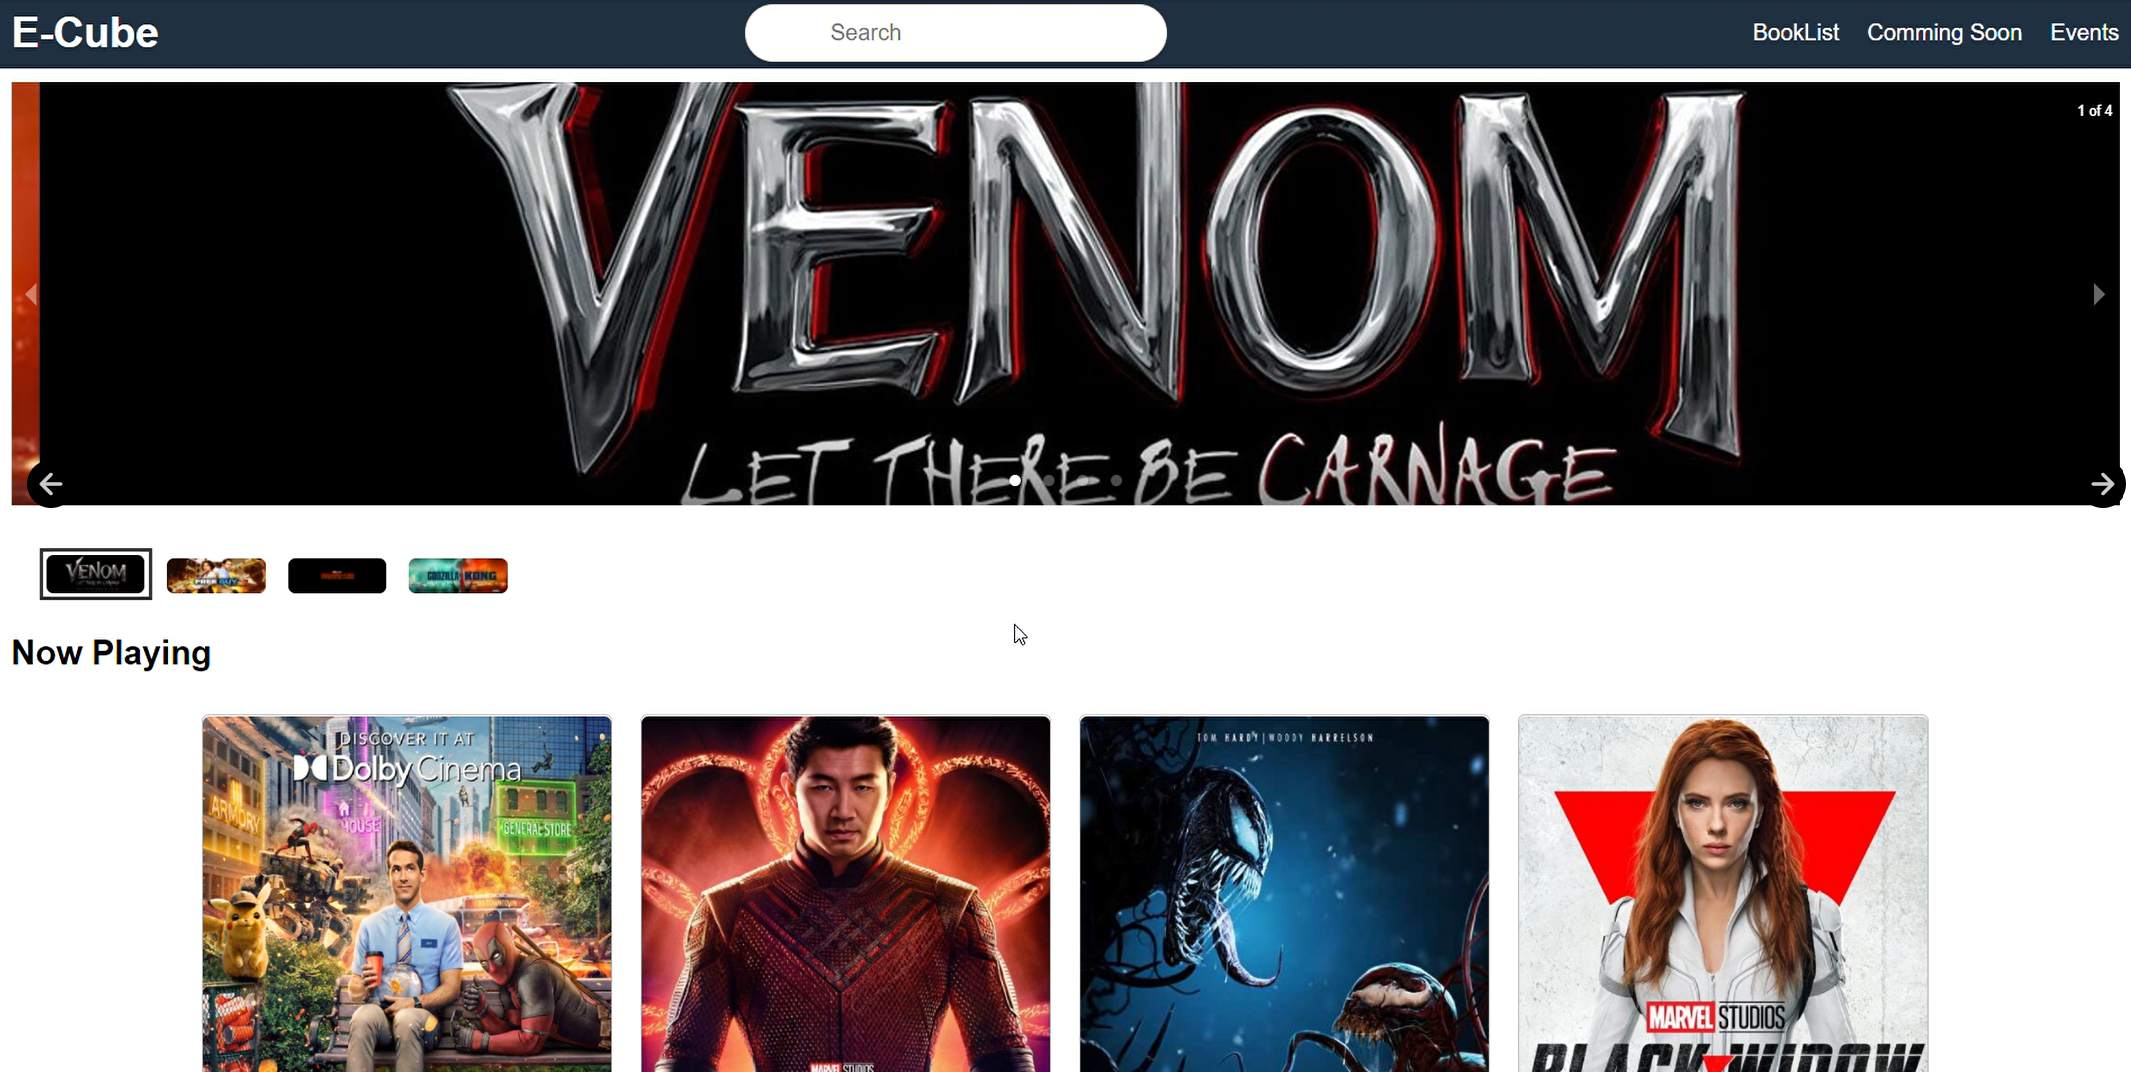 E-Cube
Search
BookList
Comming Soon
Events
1 of 4
VENOM
LET THERE BE CARNAGE
VENOM
FREE GUY
GODZILLA KONG
Now Playing
DISCOVER IT AT
Dolby Cinema
ARMORY
HOUSE
GENERAL STORE
MARVEL STUDIOS
TOM HARDY | WOODY HARRELSON
MARVEL STUDIOS
BLACK WIDOW